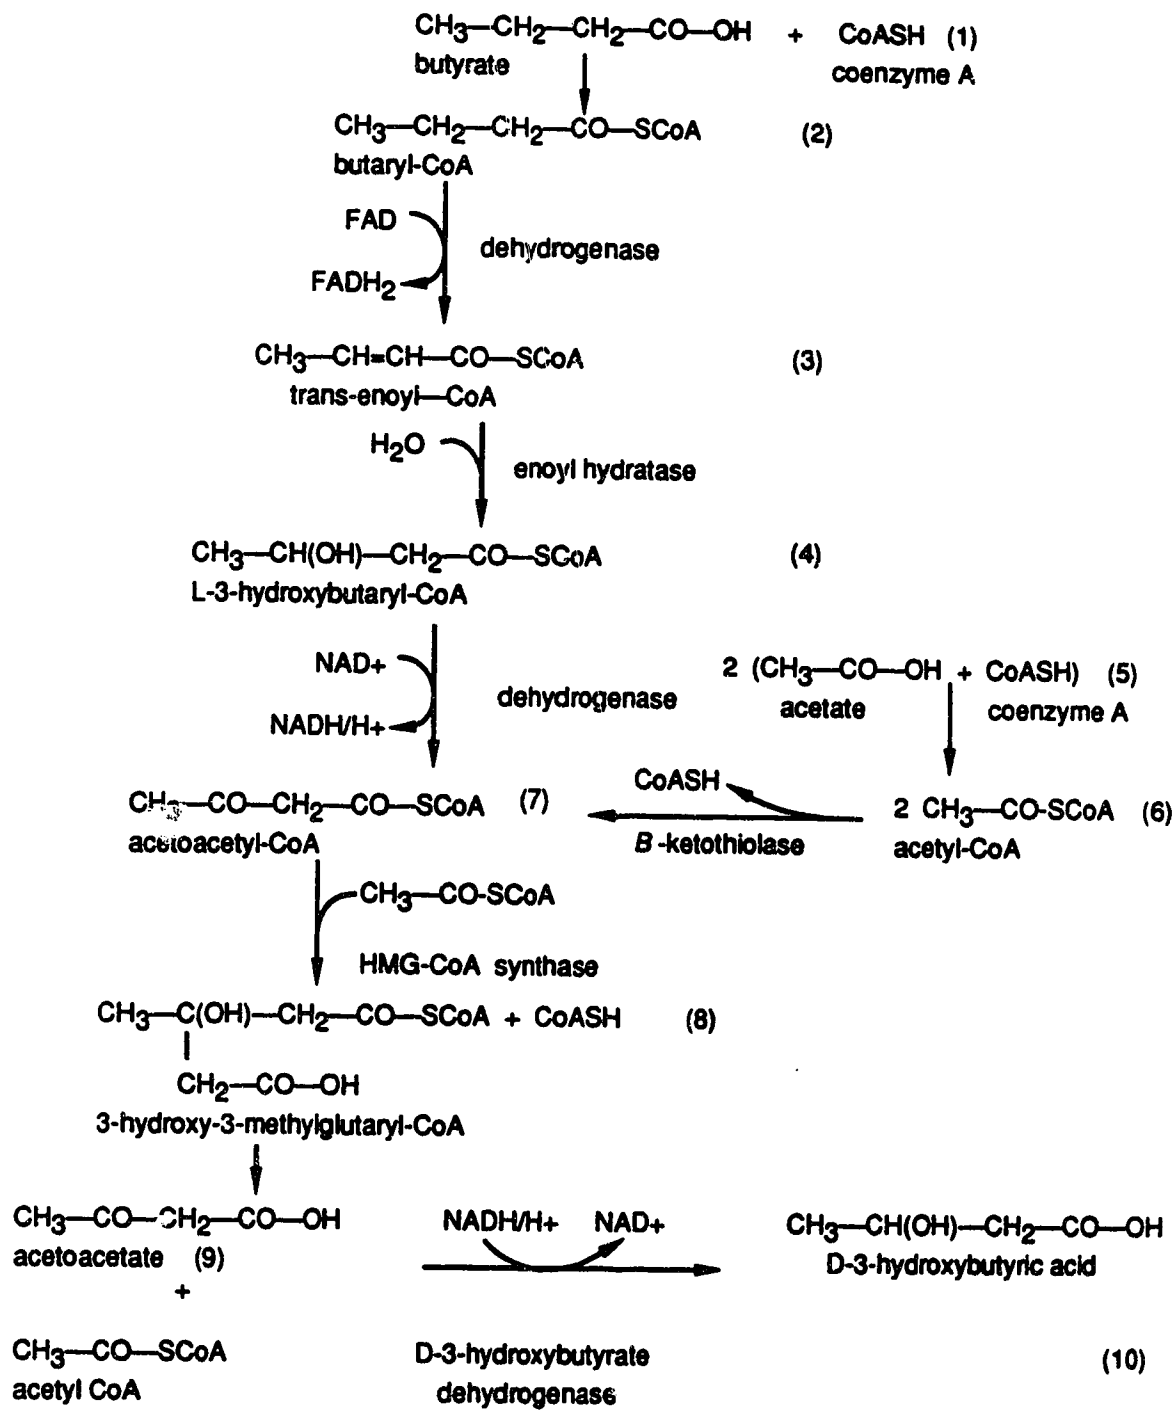 CH3—CH2—CH2—CO—OH + CoASH (1)
butyrate coenzyme A
CH3—CH2—CH2—CO—SCoA (2)
butaryl-CoA
FAD
dehydrogenase
FADH2
CH3—CH=CH—CO—SCoA (3)
trans-enoyl—CoA
H2O
enoyl hydratase
CH3—CH(OH)—CH2—CO—SCoA (4)
L-3-hydroxybutaryl-CoA
NAD+
2 (CH3—CO—OH + CoASH) (5)
dehydrogenase
acetate coenzyme A
NADH/H+
CoASH
CH3—CO—CH2—CO—SCoA (7)
2 CH3—CO-SCoA (6)
acetoacetyl-CoA
B-ketothiolase
acetyl-CoA
CH3—CO-SCoA
HMG-CoA synthase
CH3—C(OH)—CH2—CO—SCoA + CoASH (8)
CH2—CO—OH
3-hydroxy-3-methylglutaryl-CoA
CH3—CO—CH2—CO—OH
NADH/H+ NAD+
CH3—CH(OH)—CH2—CO—OH
acetoacetate (9)
D-3-hydroxybutyric acid
+
CH3—CO—SCoA
D-3-hydroxybutyrate
(10)
acetyl CoA
dehydrogenase